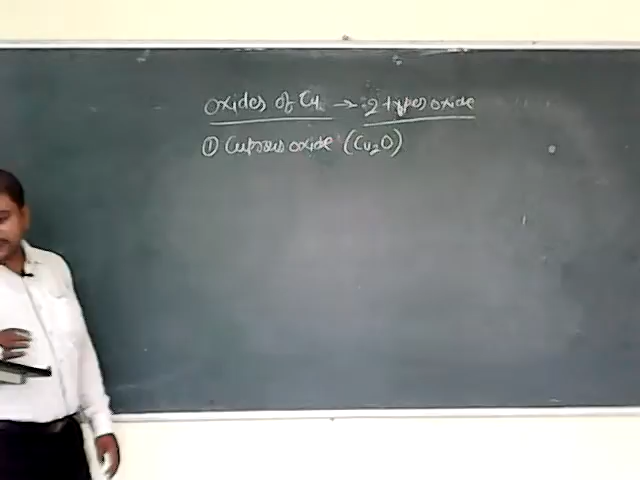 Oxides of Cu → 2 types oxide
① Cuprous oxide (Cu₂O)